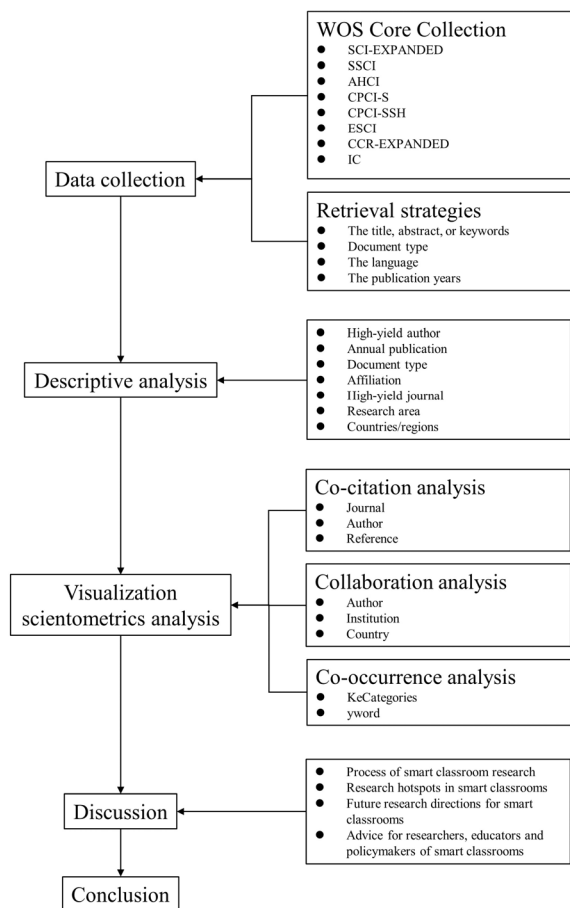 WOS Core Collection
● SCI-EXPANDED
● SSCI
● AHCI
● CPCI-S
● CPCI-SSH
● ESCI
● CCR-EXPANDED
● IC
Data collection
Retrieval strategies
● The title, abstract, or keywords
● Document type
● The language
● The publication years
● High-yield author
● Annual publication
● Document type
● Affiliation
● High-yield journal
● Research area
● Countries/regions
Descriptive analysis
Co-citation analysis
● Journal
● Author
● Reference
Visualization
scientometrics analysis
Collaboration analysis
● Author
● Institution
● Country
Co-occurrence analysis
● KeCategories
● yword
● Process of smart classroom research
● Research hotspots in smart classrooms
● Future research directions for smart
classrooms
● Advice for researchers, educators and
policymakers of smart classrooms
Discussion
Conclusion